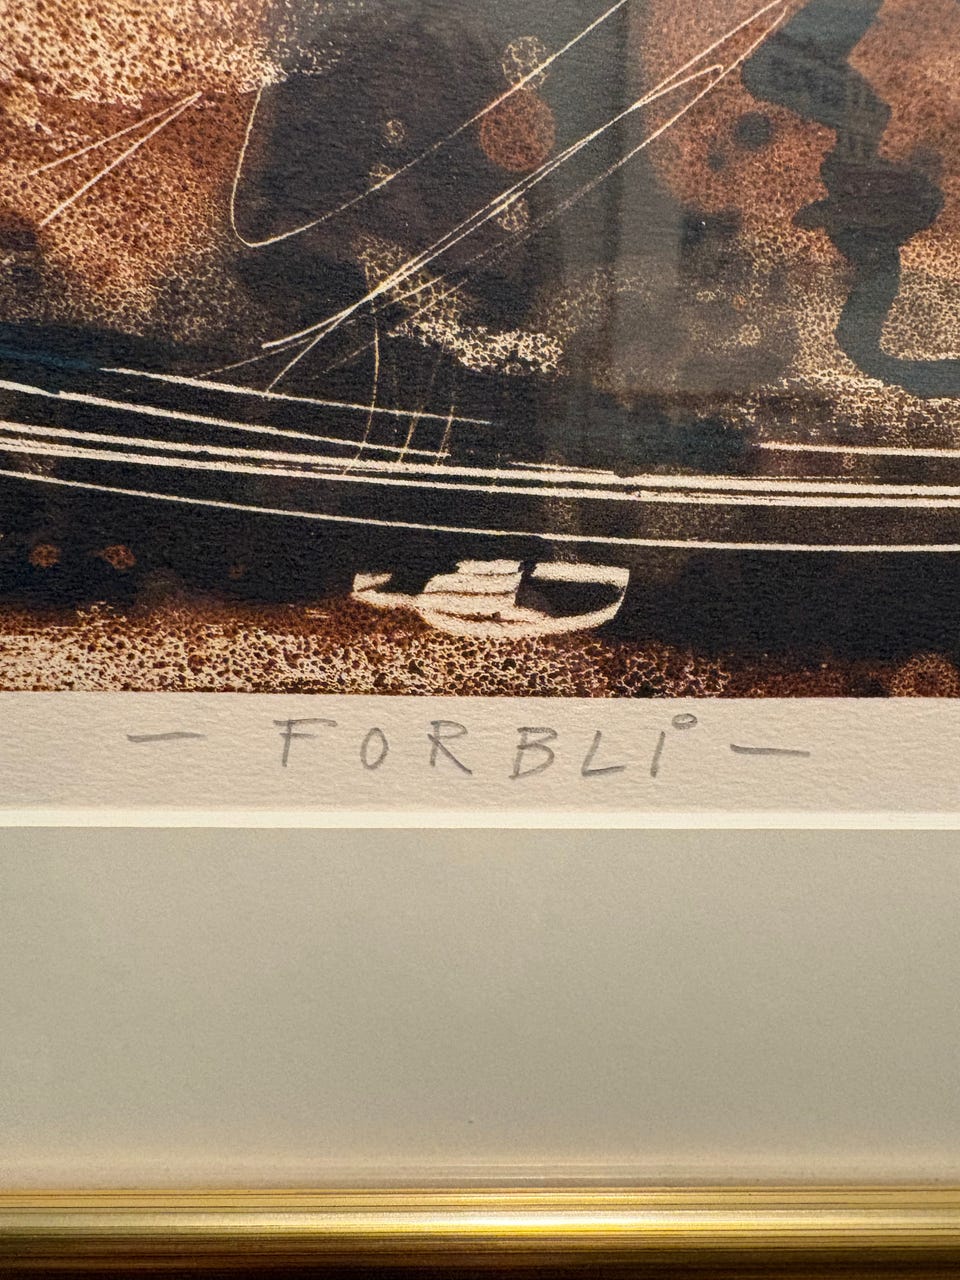 — FORBLi —